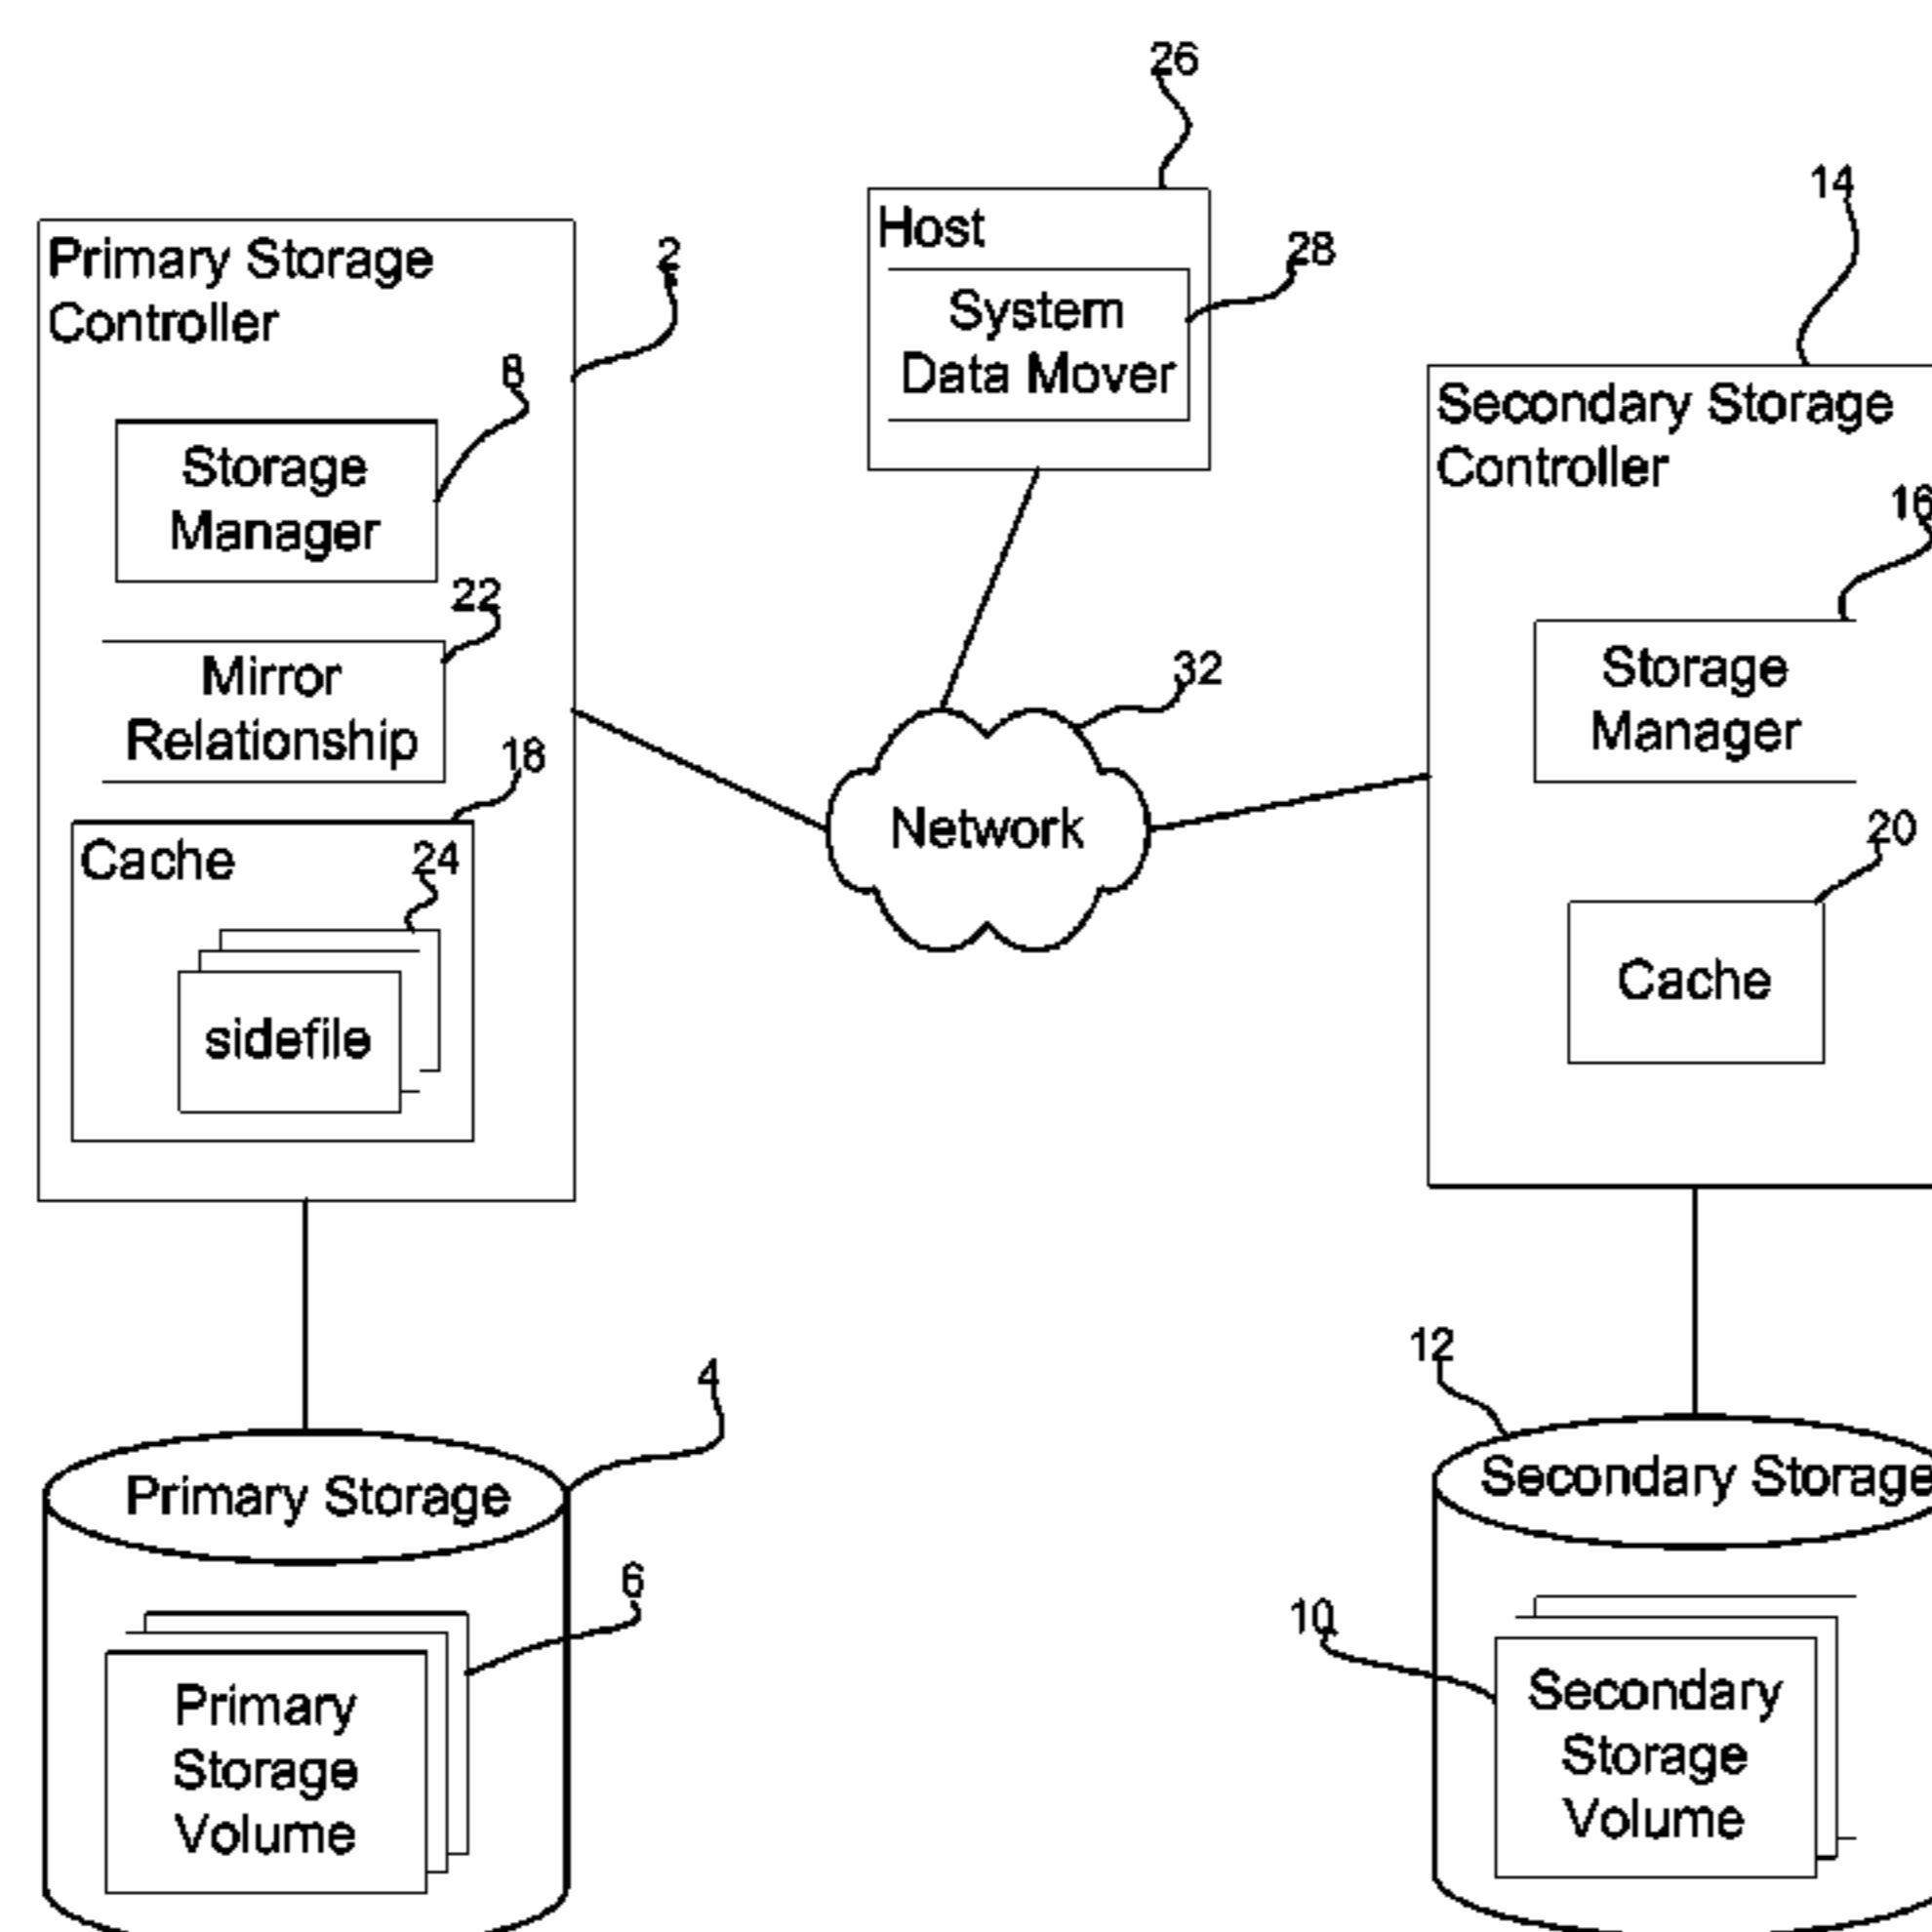 26
14
Host
28
System
Data Mover
Primary Storage
Controller
2
8
Storage
Manager
22
Mirror
Relationship
18
Cache
24
sidefile
32
Network
Secondary Storage
Controller
16
Storage
Manager
20
Cache
4
Primary Storage
6
Primary
Storage
Volume
12
Secondary Storage
10
Secondary
Storage
Volume